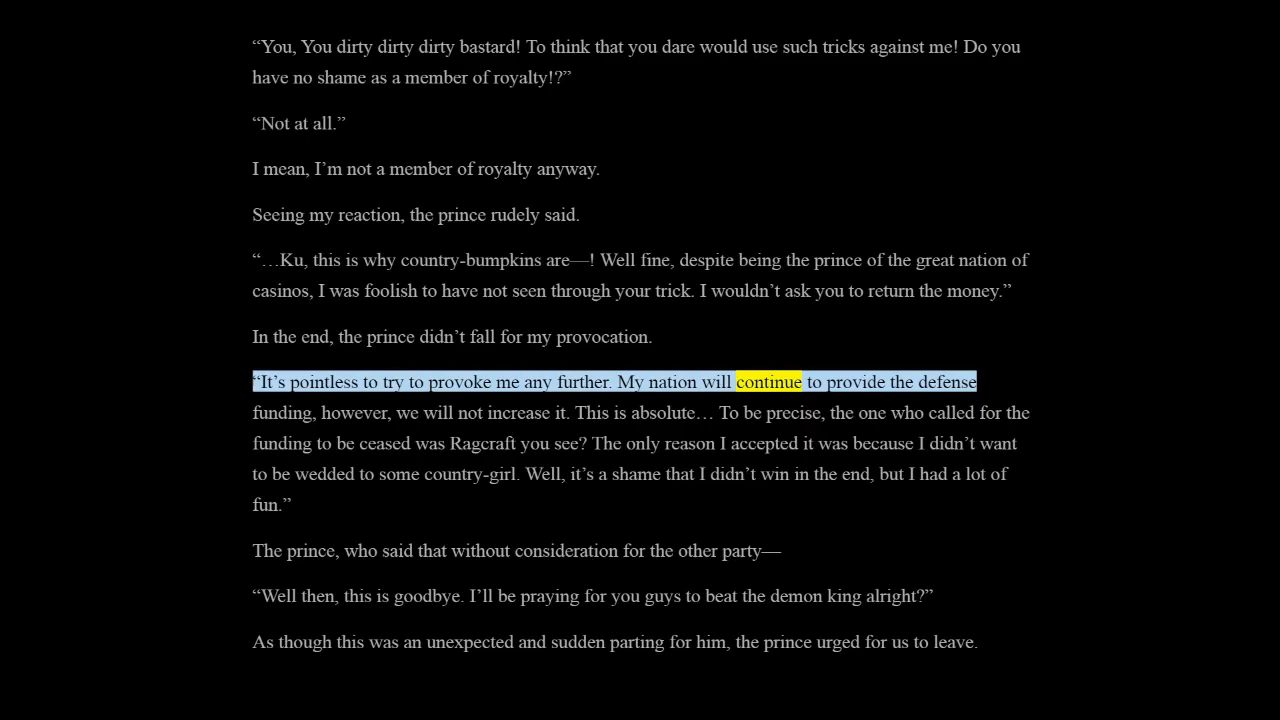 “You, You dirty dirty dirty bastard! To think that you dare would use such tricks against me! Do you
have no shame as a member of royalty!?”
“Not at all.”
I mean, I’m not a member of royalty anyway.
Seeing my reaction, the prince rudely said.
“…Ku, this is why country-bumpkins are—! Well fine, despite being the prince of the great nation of
casinos, I was foolish to have not seen through your trick. I wouldn’t ask you to return the money.”
In the end, the prince didn’t fall for my provocation.
“It’s pointless to try to provoke me any further. My nation will continue to provide the defense
funding, however, we will not increase it. This is absolute… To be precise, the one who called for the
funding to be ceased was Ragcraft you see? The only reason I accepted it was because I didn’t want
to be wedded to some country-girl. Well, it’s a shame that I didn’t win in the end, but I had a lot of
fun.”
The prince, who said that without consideration for the other party—
“Well then, this is goodbye. I’ll be praying for you guys to beat the demon king alright?”
As though this was an unexpected and sudden parting for him, the prince urged for us to leave.